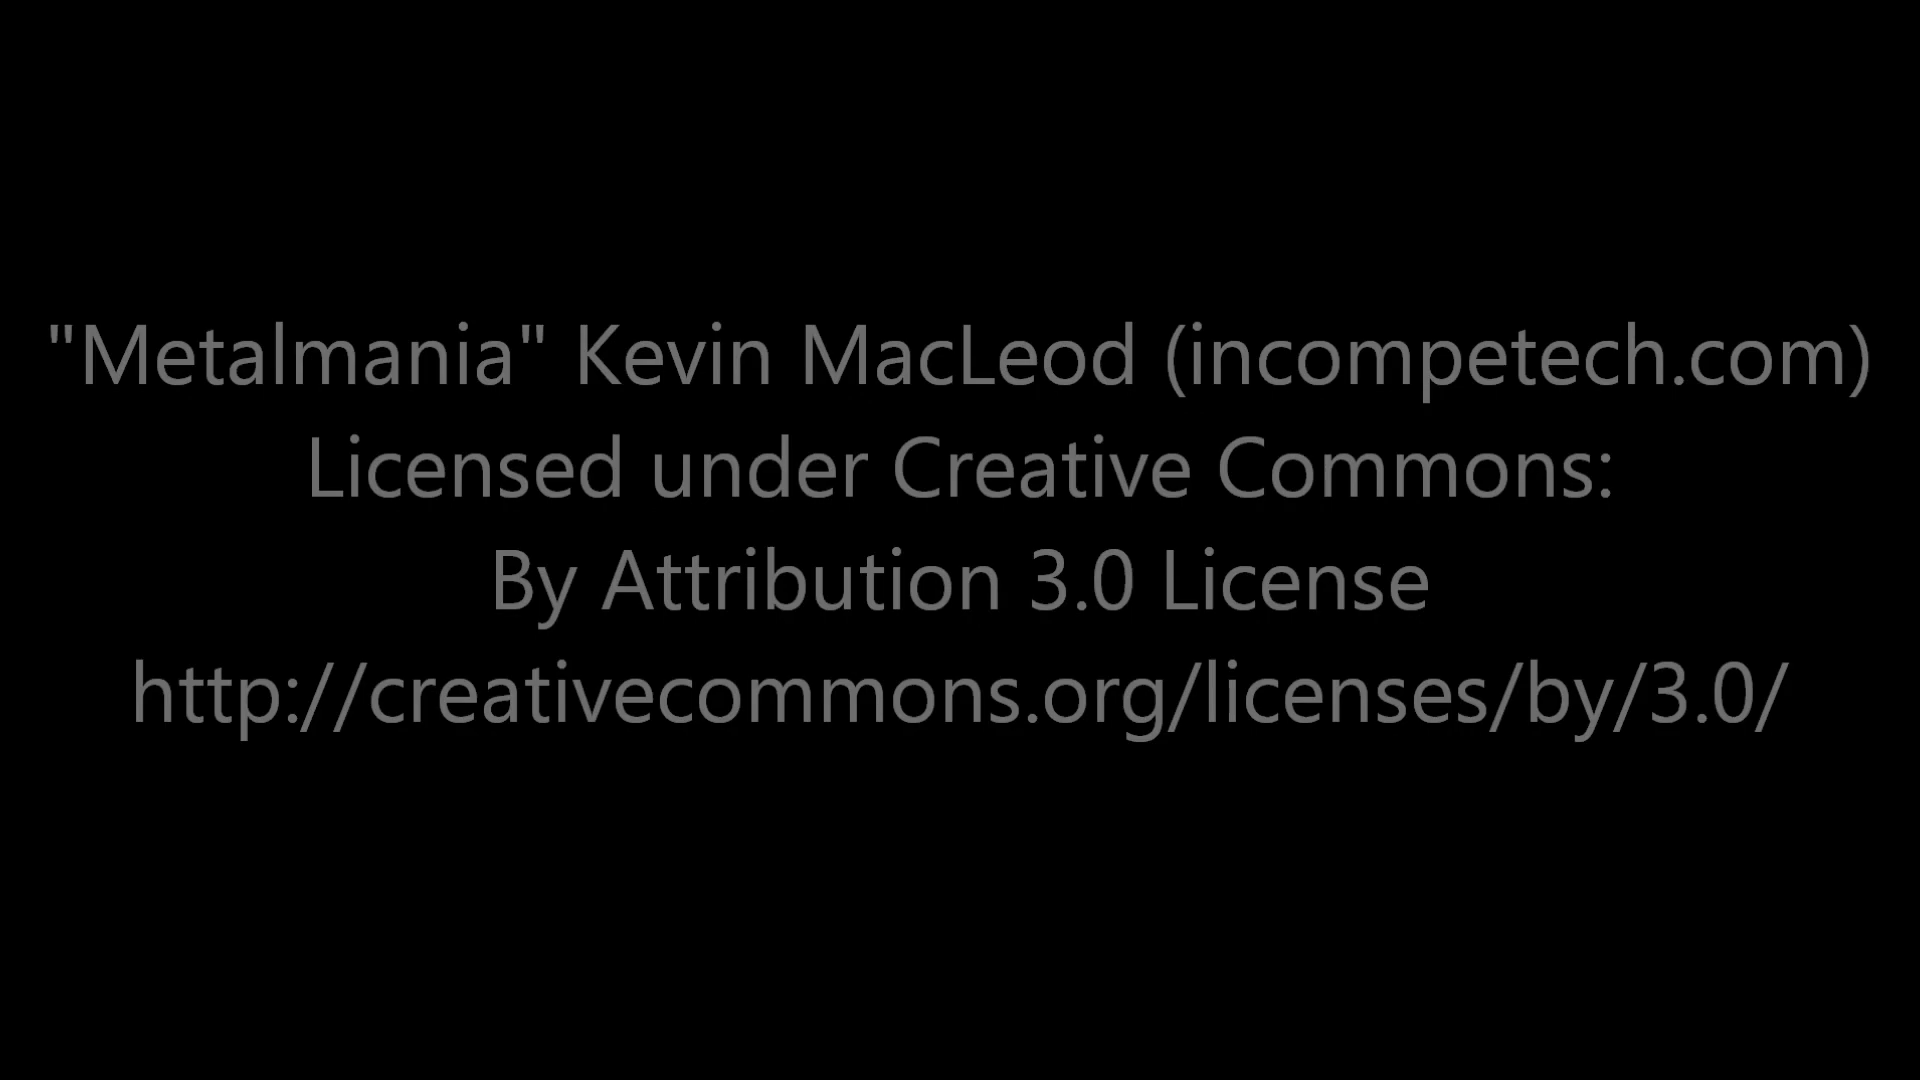 "Metalmania" Kevin MacLeod (incompetech.com)
Licensed under Creative Commons:
By Attribution 3.0 License
http://creativecommons.org/licenses/by/3.0/